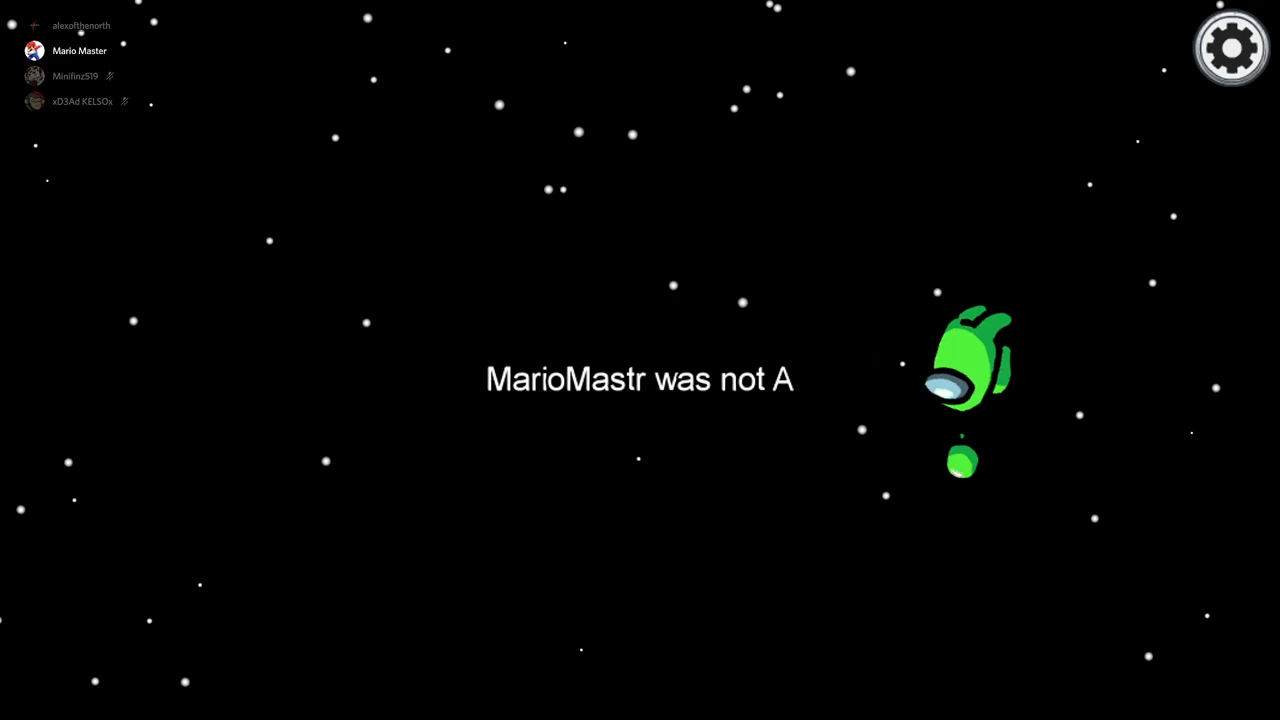 alexofthenorth
Mario Master
Minifinz519
xD3Ad KELSOx
MarioMastr was not A